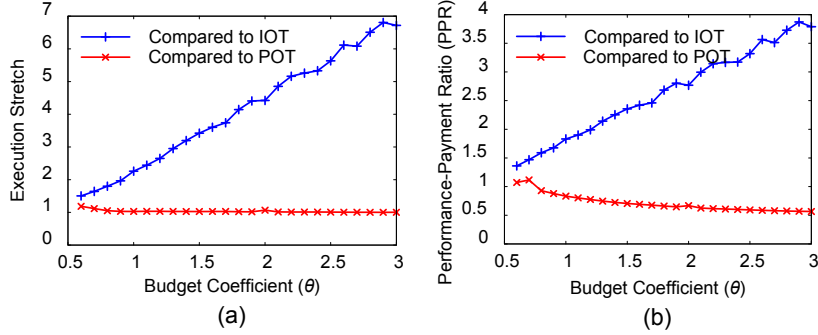 7
6
5
4
3
2
1
0
Execution Stretch
Compared to IOT
Compared to POT
0.5 1 1.5 2 2.5 3
Budget Coefficient (θ)
(a)
4
3.5
3
2.5
2
1.5
1
0.5
0
Performance-Payment Ratio (PPR)
Compared to IOT
Compared to POT
0.5 1 1.5 2 2.5 3
Budget Coefficient (θ)
(b)